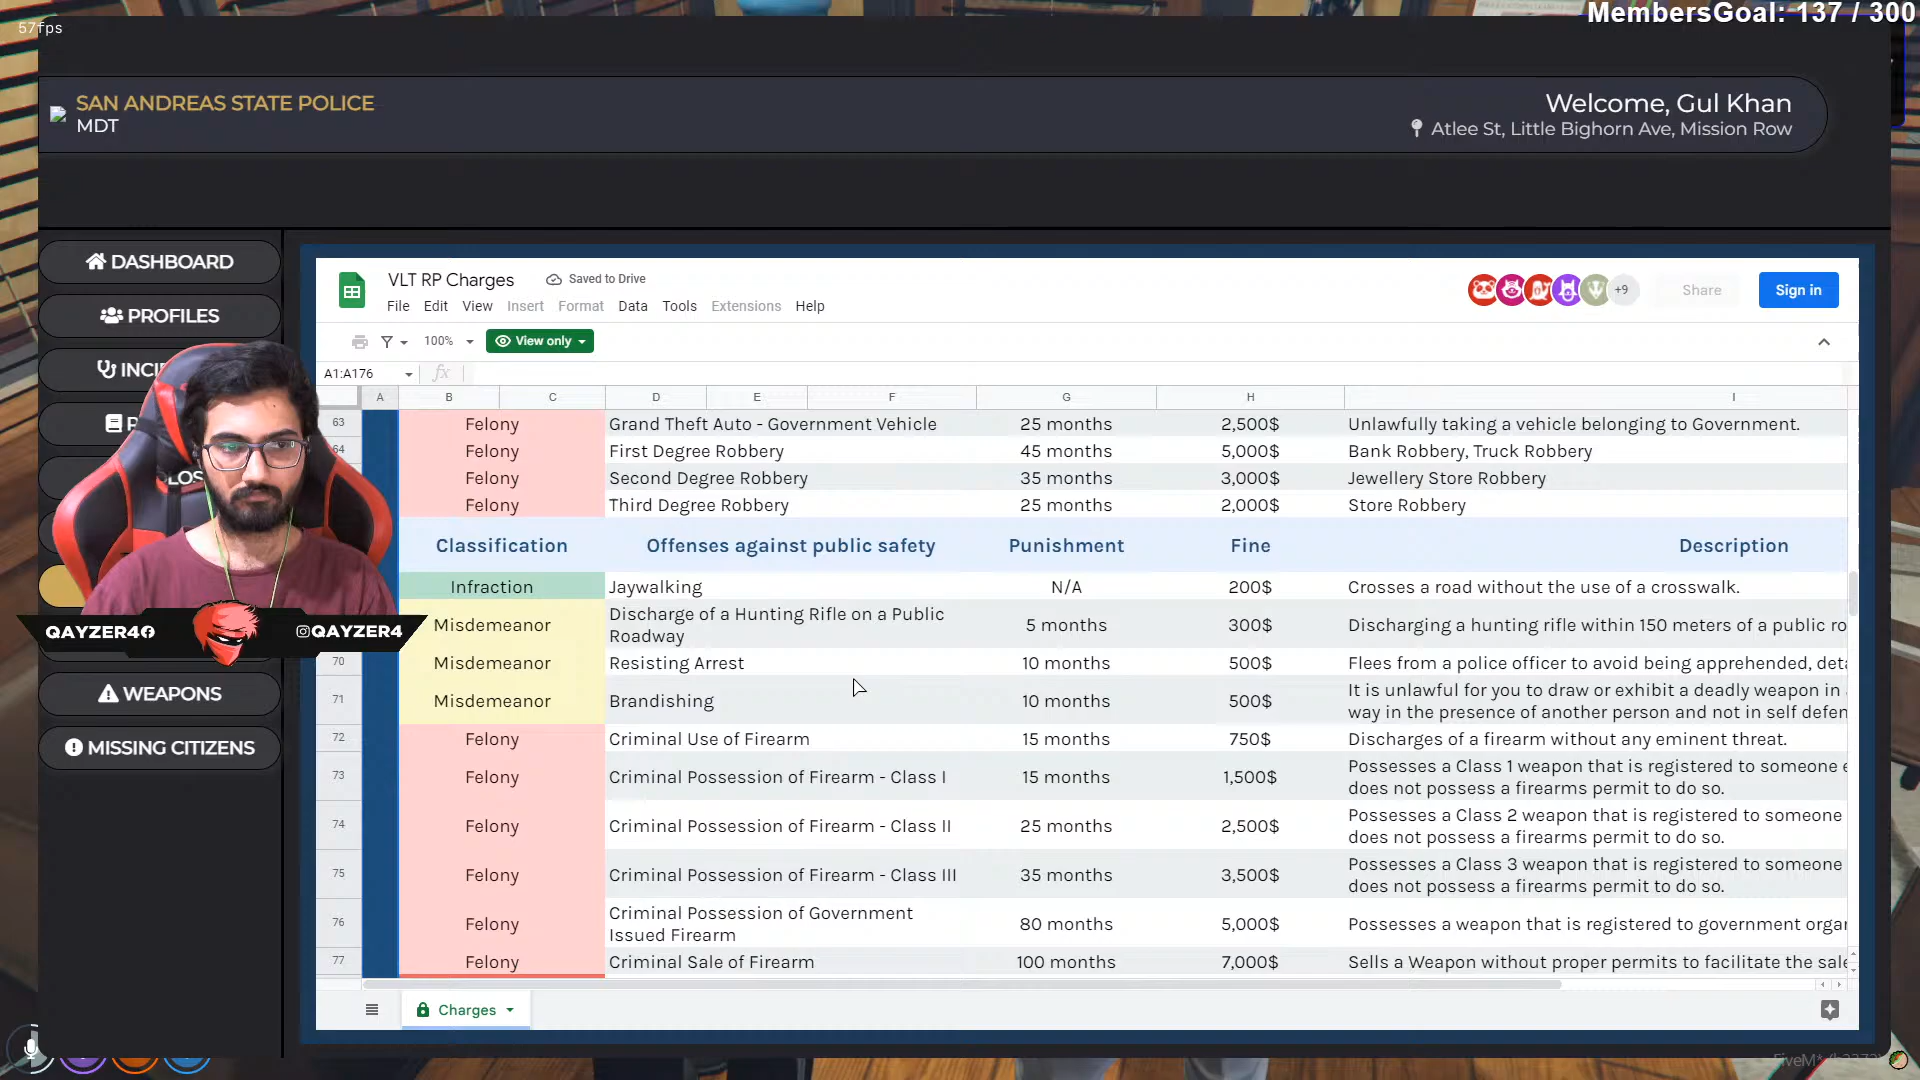 MembersGoal: 137 / 300
57fps
SAN ANDREAS STATE POLICE
MDT
Welcome, Gul Khan
Atlee St, Little Bighorn Ave, Mission Row
DASHBOARD
PROFILES
WEAPONS
MISSING CITIZENS
QAYZER4
QAYZER4
VLT RP Charges Saved to Drive
File Edit View Insert Format Data Tools Extensions Help
+9 Share Sign in
100% View only
A1:A176 fx
A B C D E F G H I
63 Felony Grand Theft Auto - Government Vehicle 25 months 2,500$ Unlawfully taking a vehicle belonging to Government.
64 Felony First Degree Robbery 45 months 5,000$ Bank Robbery, Truck Robbery
Felony Second Degree Robbery 35 months 3,000$ Jewellery Store Robbery
Felony Third Degree Robbery 25 months 2,000$ Store Robbery
Classification Offenses against public safety Punishment Fine Description
Infraction Jaywalking N/A 200$ Crosses a road without the use of a crosswalk.
Misdemeanor Discharge of a Hunting Rifle on a Public Roadway 5 months 300$ Discharging a hunting rifle within 150 meters of a public ro
70 Misdemeanor Resisting Arrest 10 months 500$ Flees from a police officer to avoid being apprehended, deta
71 Misdemeanor Brandishing 10 months 500$ It is unlawful for you to draw or exhibit a deadly weapon in
way in the presence of another person and not in self defen
72 Felony Criminal Use of Firearm 15 months 750$ Discharges of a firearm without any eminent threat.
73 Felony Criminal Possession of Firearm - Class I 15 months 1,500$ Possesses a Class 1 weapon that is registered to someone e
does not possess a firearms permit to do so.
74 Felony Criminal Possession of Firearm - Class II 25 months 2,500$ Possesses a Class 2 weapon that is registered to someone
does not possess a firearms permit to do so.
75 Felony Criminal Possession of Firearm - Class III 35 months 3,500$ Possesses a Class 3 weapon that is registered to someone
does not possess a firearms permit to do so.
76 Felony Criminal Possession of Government Issued Firearm 80 months 5,000$ Possesses a weapon that is registered to government orgar
77 Felony Criminal Sale of Firearm 100 months 7,000$ Sells a Weapon without proper permits to facilitate the sale
Charges